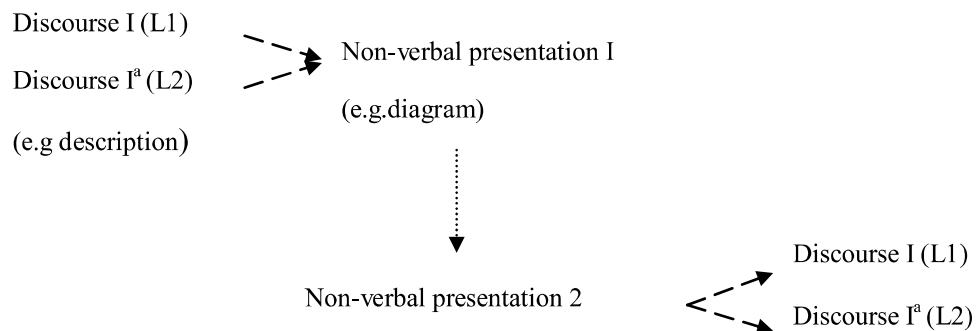 Discourse I (L1)
Non-verbal presentation I
Discourse Iª (L2)
(e.g.diagram)
(e.g description)
Discourse I (L1)
Non-verbal presentation 2
Discourse Iª (L2)